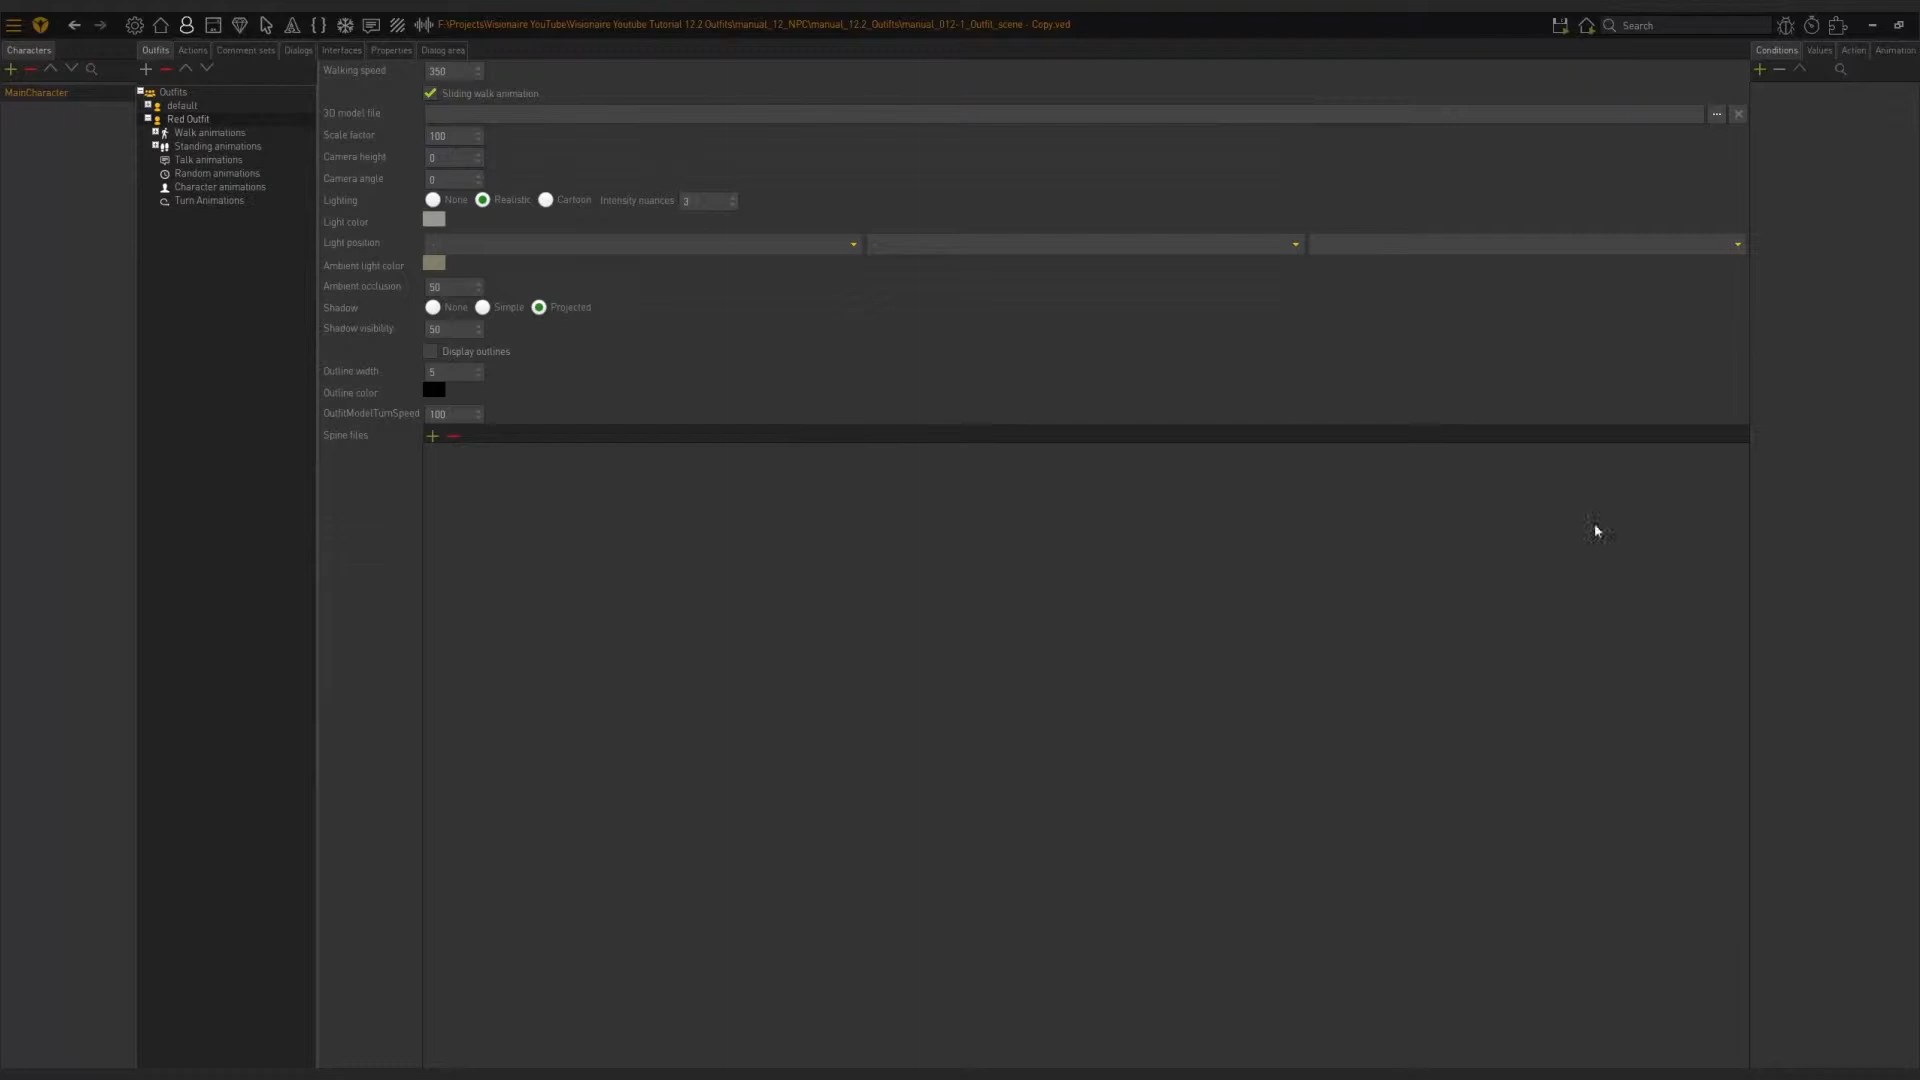 F:\Projects\Visionaire YouTube\Visionaire Youtube Tutorial 12.2 Outfits\manual_12_NPC\manual_12.2_Outfits\manual_012-1_Outfit_scene - Copy.ved
Search
Characters
Outfits Actions Comment sets Dialogs Interfaces Properties Dialog area
Conditions Values Action Animation
MainCharacter
Outfits
default
Red Outfit
Walk animations
Standing animations
Talk animations
Random animations
Character animations
Turn Animations
Walking speed 350
Sliding walk animation
3D model file ...
Scale factor 100
Camera height 0
Camera angle 0
Lighting None Realistic Cartoon Intensity nuances 3
Light color
Light position
Ambient light color
Ambient occlusion 50
Shadow None Simple Projected
Shadow visibility 50
Display outlines
Outline width 5
Outline color
OutfitModelTurnSpeed 100
Spine files